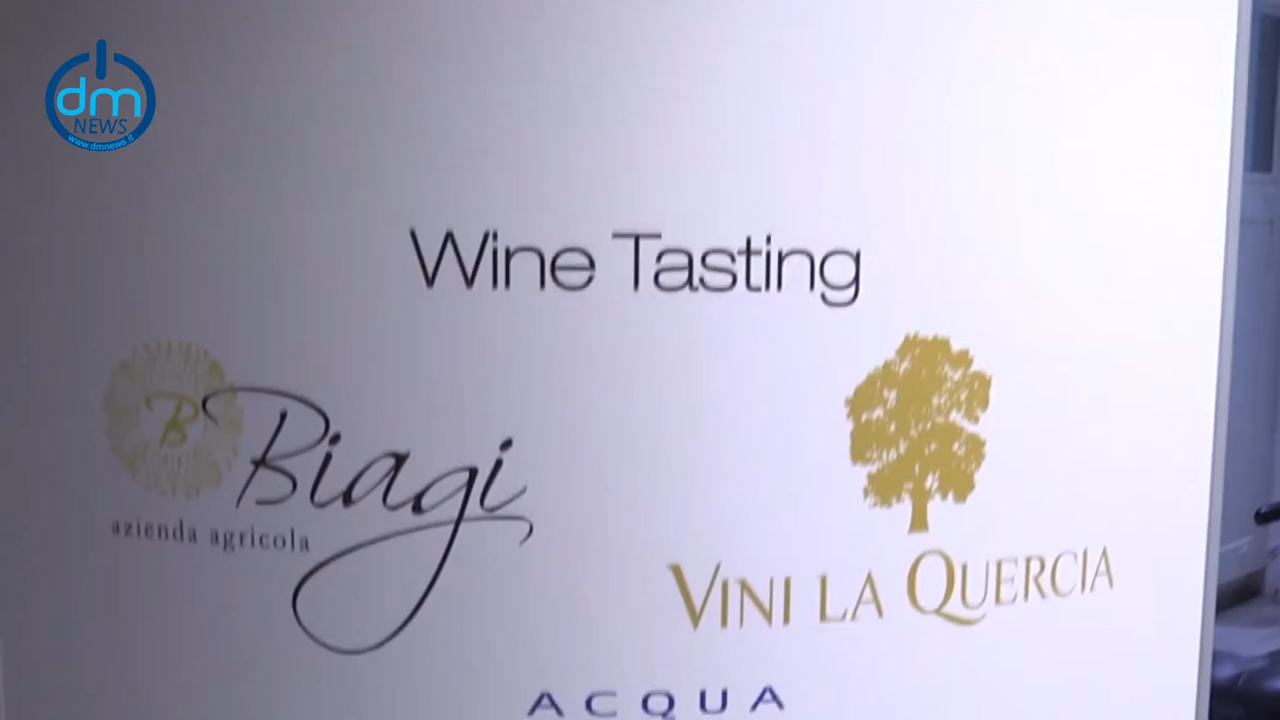 dm
NEWS
www.dmnews.it
Wine Tasting
B
Biagi
azienda agricola
VINI LA QUERCIA
ACQUA